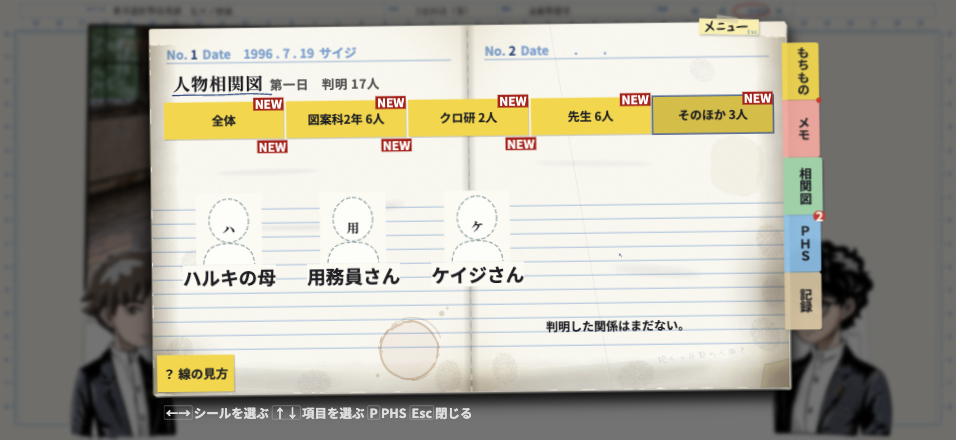 メニュー Esc
No. 1 Date 1996.7.19 サイジ
No. 2 Date . .
人物相関図 第一日 判明 17人
NEW NEW NEW NEW NEW
全体 図案科2年 6人 クロ研 2人 先生 6人 そのほか 3人
NEW NEW NEW
ハ 用 ケ
ハルキの母 用務員さん ケイジさん
判明した関係はまだない。
? 線の見方
もちもの
メモ
相関図
2
PHS
記録
←→ シールを選ぶ ↑↓ 項目を選ぶ P PHS Esc 閉じる